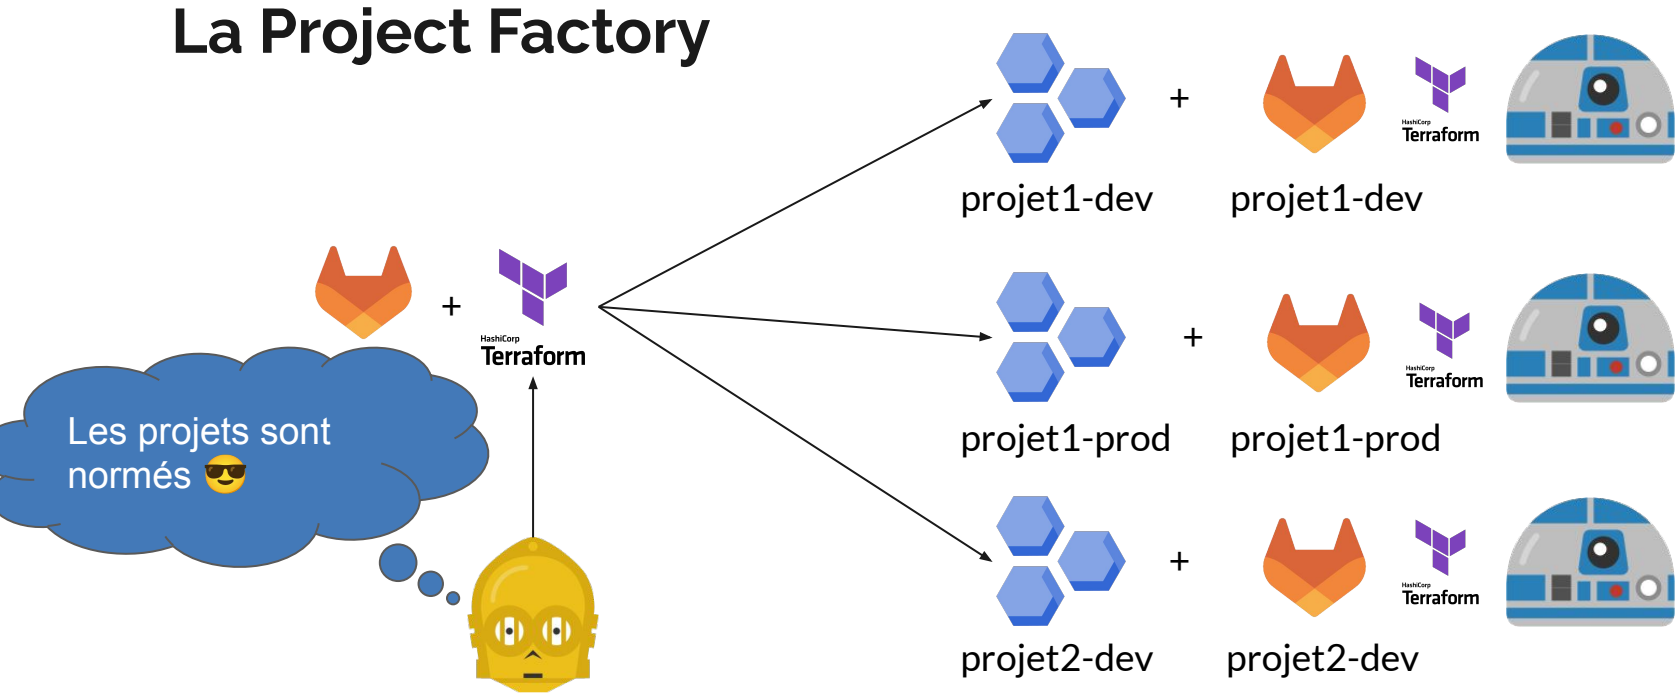 La Project Factory
+
HashiCorp
Terraform
projet1-dev
projet1-dev
+
HashiCorp
Terraform
Les projets sont
normés 😎
+
HashiCorp
Terraform
projet1-prod
projet1-prod
+
HashiCorp
Terraform
projet2-dev
projet2-dev